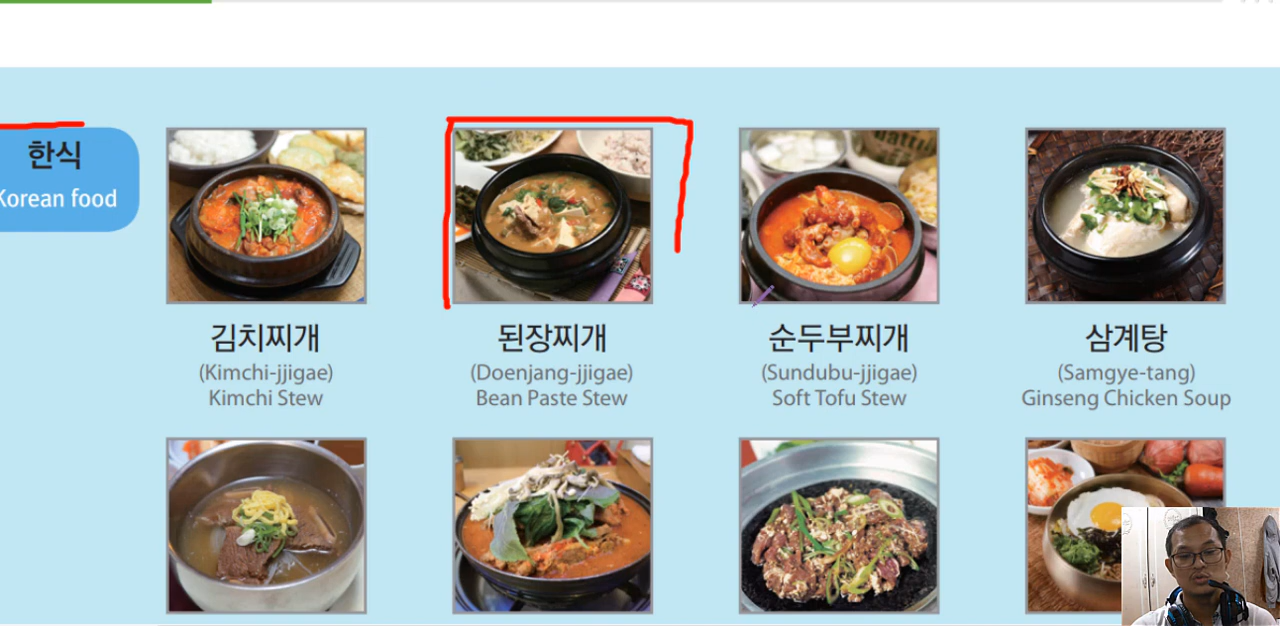 한식
Korean food
김치찌개
(Kimchi-jjigae)
Kimchi Stew
된장찌개
(Doenjang-jjigae)
Bean Paste Stew
순두부찌개
(Sundubu-jjigae)
Soft Tofu Stew
삼계탕
(Samgye-tang)
Ginseng Chicken Soup